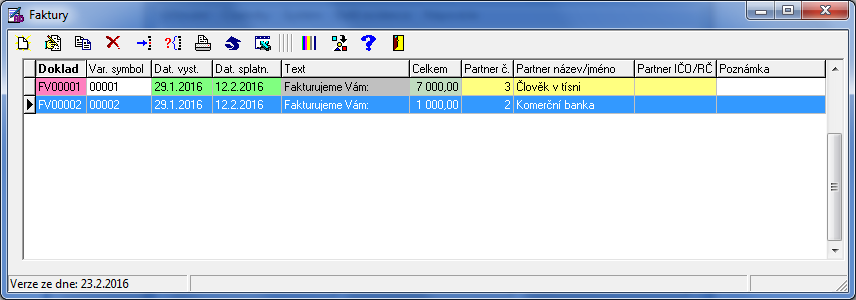 Faktury
Doklad Var. symbol Dat. vyst. Dat. splatn. Text Celkem Partner č. Partner název/jméno Partner IČO/RČ Poznámka
FV00001 00001 29.1.2016 12.2.2016 Fakturujeme Vám: 7 000,00 3 Člověk v tísni
FV00002 00002 29.1.2016 12.2.2016 Fakturujeme Vám: 1 000,00 2 Komerční banka
Verze ze dne: 23.2.2016